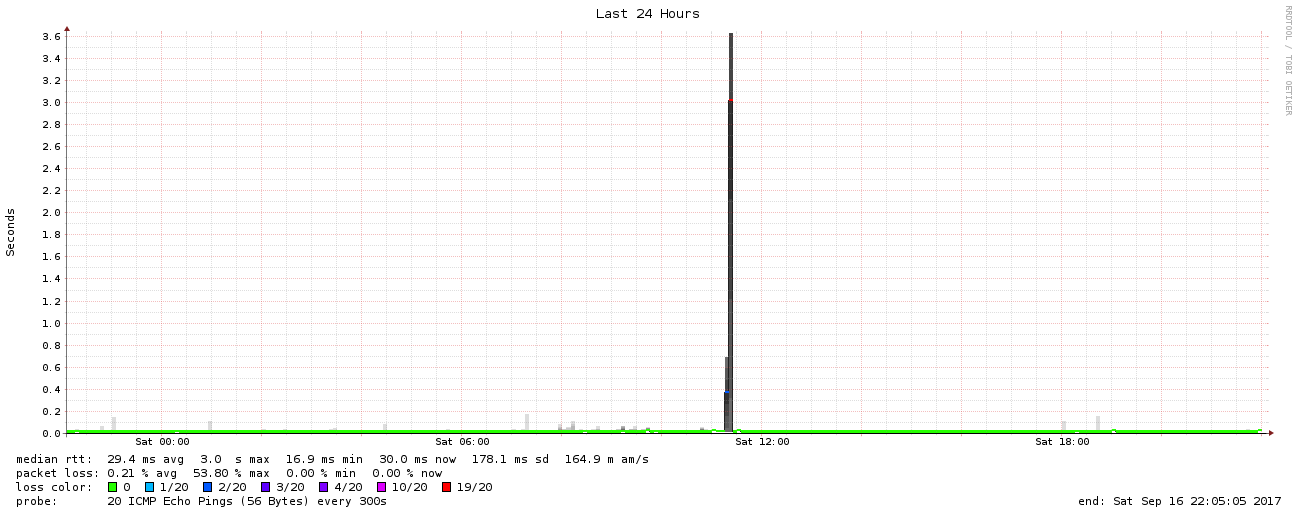 Last 24 Hours
RRDTOOL / TOBI OETIKER
Seconds
3.6
3.4
3.2
3.0
2.8
2.6
2.4
2.2
2.0
1.8
1.6
1.4
1.2
1.0
0.8
0.6
0.4
0.2
0.0
Sat 00:00 Sat 06:00 Sat 12:00 Sat 18:00
median rtt: 29.4 ms avg 3.0 s max 16.9 ms min 30.0 ms now 178.1 ms sd 164.9 m am/s
packet loss: 0.21 % avg 53.80 % max 0.00 % min 0.00 % now
loss color: 0 1/20 2/20 3/20 4/20 10/20 19/20
probe: 20 ICMP Echo Pings (56 Bytes) every 300s end: Sat Sep 16 22:05:05 2017